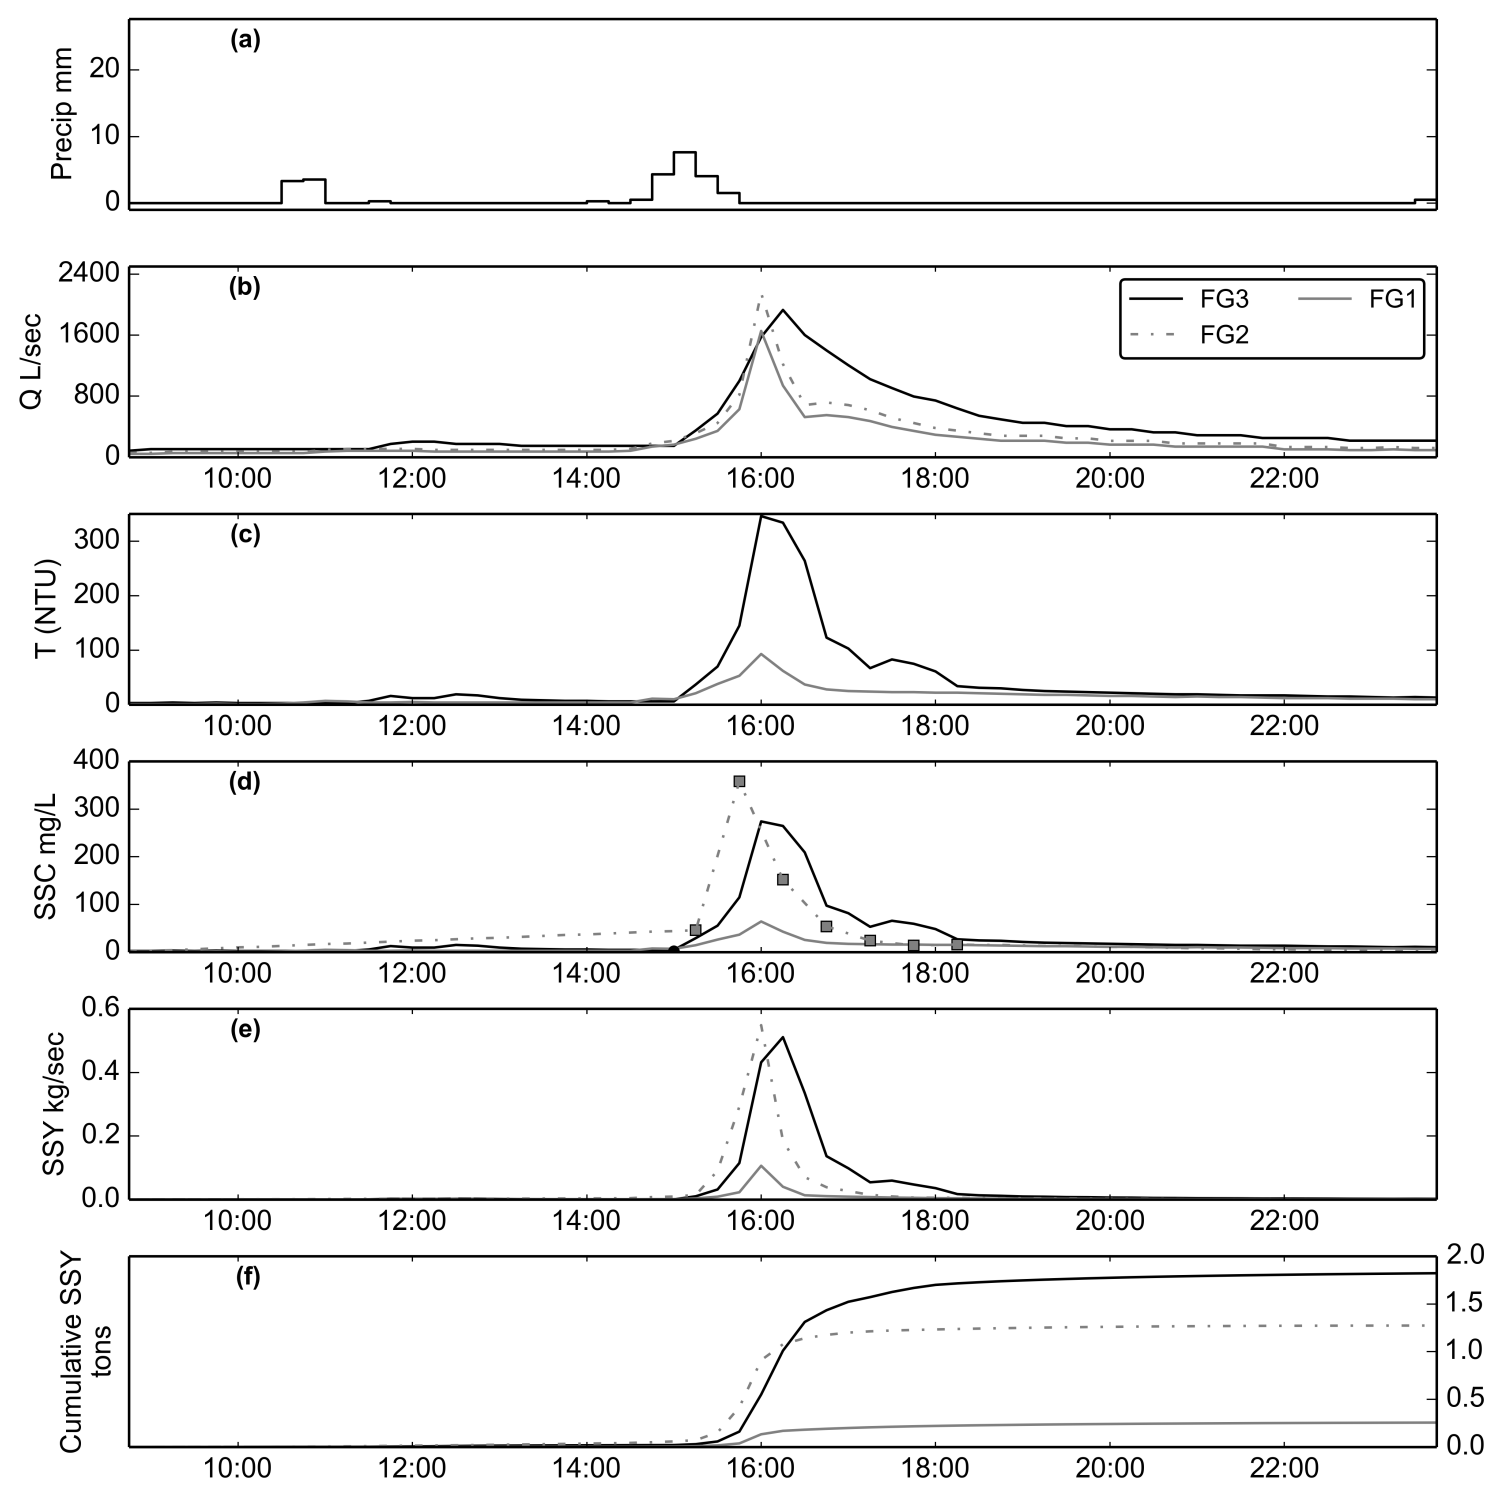 (a)
Precip mm
20
10
0
(b)
Q L/sec
2400
1600
800
0
FG3 FG1
FG2
10:00 12:00 14:00 16:00 18:00 20:00 22:00
(c)
T (NTU)
300
200
100
0
10:00 12:00 14:00 16:00 18:00 20:00 22:00
(d)
SSC mg/L
400
300
200
100
0
10:00 12:00 14:00 16:00 18:00 20:00 22:00
(e)
SSY kg/sec
0.6
0.4
0.2
0.0
10:00 12:00 14:00 16:00 18:00 20:00 22:00
(f)
Cumulative SSY
tons
2.0
1.5
1.0
0.5
0.0
10:00 12:00 14:00 16:00 18:00 20:00 22:00